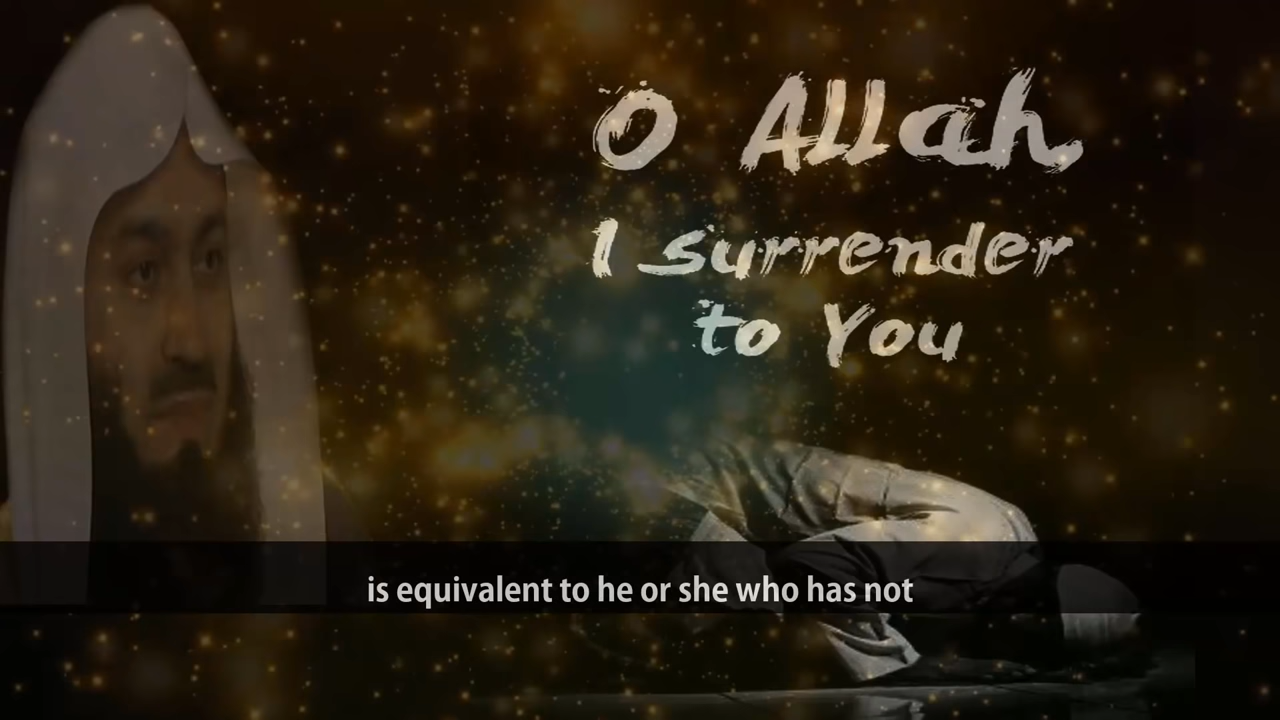 O Allah,
I surrender
to You
is equivalent to he or she who has not